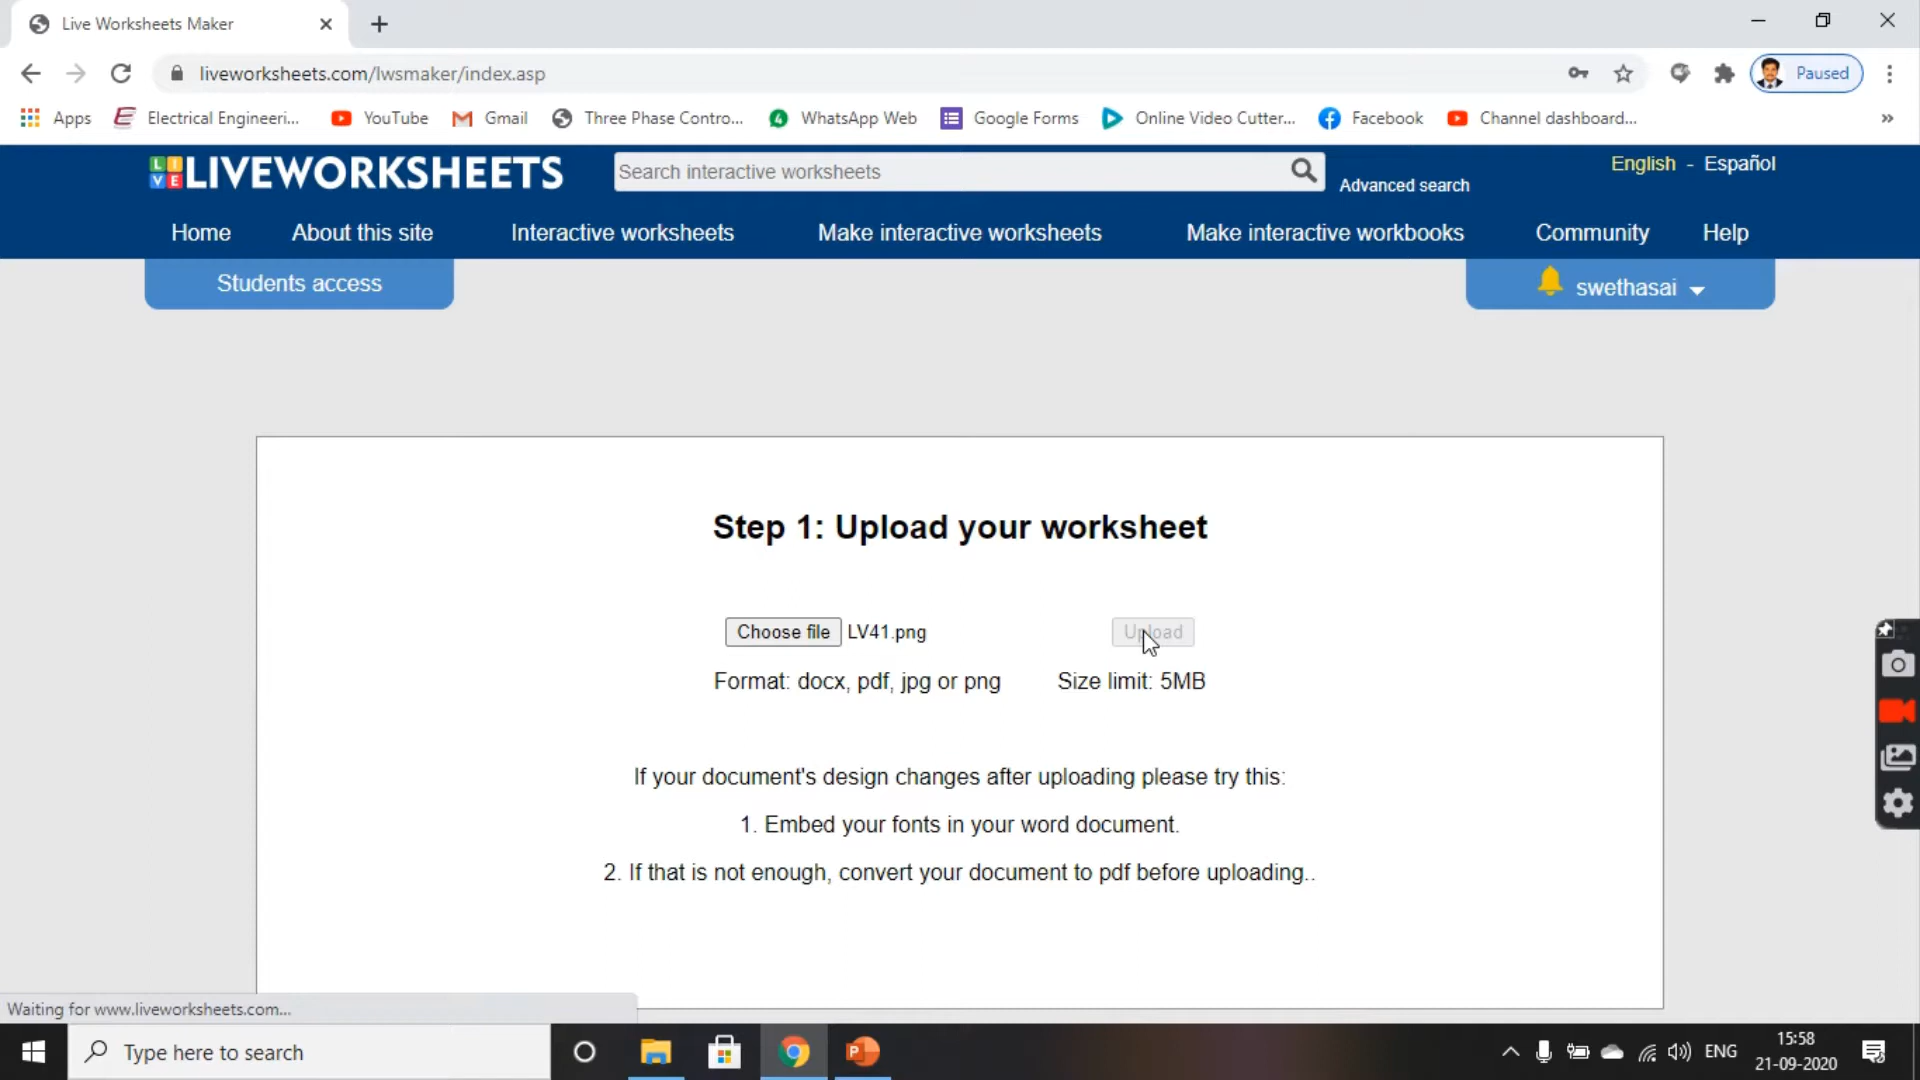 Live Worksheets Maker
liveworksheets.com/lwsmaker/index.asp
Paused
Apps
Electrical Engineeri...
YouTube
Gmail
Three Phase Contro...
WhatsApp Web
Google Forms
Online Video Cutter...
Facebook
Channel dashboard...
»
LIVE
LIVEWORKSHEETS
Search interactive worksheets
Advanced search
English - Español
Home
About this site
Interactive worksheets
Make interactive worksheets
Make interactive workbooks
Community
Help
Students access
swethasai
Step 1: Upload your worksheet
Choose file LV41.png
Upload
Format: docx, pdf, jpg or png
Size limit: 5MB
If your document's design changes after uploading please try this:
1. Embed your fonts in your word document.
2. If that is not enough, convert your document to pdf before uploading..
Waiting for www.liveworksheets.com...
Type here to search
ENG
15:58
21-09-2020